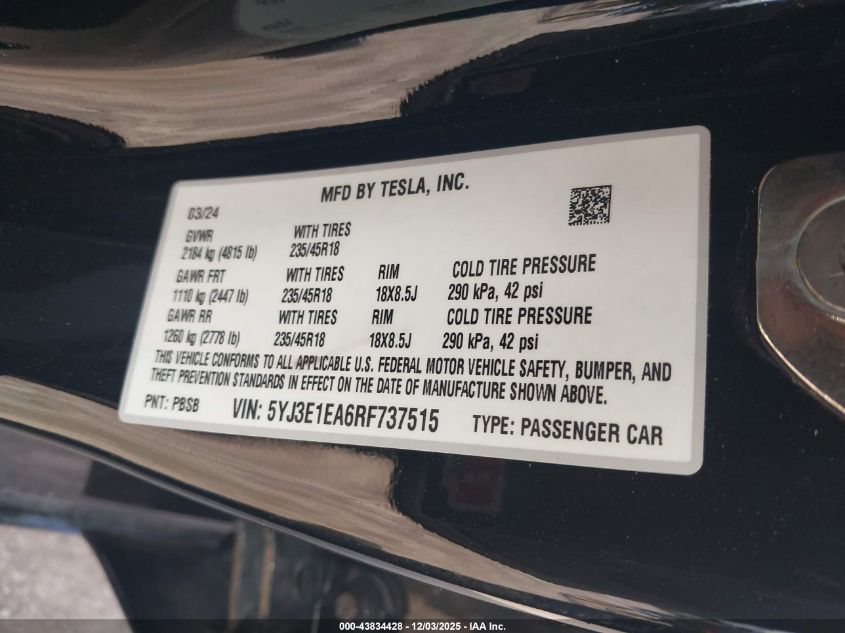 MFD BY TESLA, INC.
03/24
GVWR WITH TIRES
2184 kg (4815 lb) 235/45R18
GAWR FRT WITH TIRES RIM COLD TIRE PRESSURE
1110 kg (2447 lb) 235/45R18 18X8.5J 290 kPa, 42 psi
GAWR RR WITH TIRES RIM COLD TIRE PRESSURE
1260 kg (2778 lb) 235/45R18 18X8.5J 290 kPa, 42 psi
THIS VEHICLE CONFORMS TO ALL APPLICABLE U.S. FEDERAL MOTOR VEHICLE SAFETY, BUMPER, AND
THEFT PREVENTION STANDARDS IN EFFECT ON THE DATE OF MANUFACTURE SHOWN ABOVE.
PNT: PBSB VIN: 5YJ3E1EA6RF737515 TYPE: PASSENGER CAR
000-43834428 - 12/03/2025 - IAA Inc.